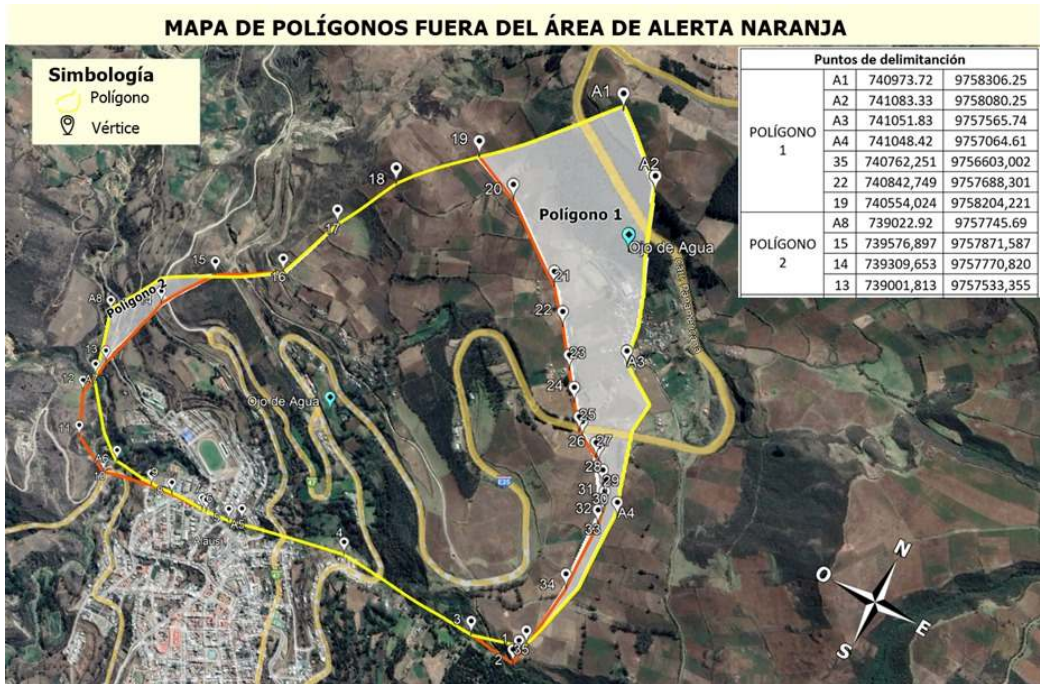 MAPA DE POLÍGONOS FUERA DEL ÁREA DE ALERTA NARANJA
Simbología
Polígono
Vértice
Puntos de delimitanción
POLÍGONO 1
A1 740973.72 9758306.25
A2 741083.33 9758080.25
A3 741051.83 9757565.74
A4 741048.42 9757064.61
35 740762,251 9756603,002
22 740842,749 9757688,301
19 740554,024 9758204,221
POLÍGONO 2
A8 739022.92 9757745.69
15 739576,897 9757871,587
14 739309,653 9757770,820
13 739001,813 9757533,355
A1
19
18
A2
20
17
Polígono 1
Ojo de Agua
15
16
21
A8
Polígono 2
14
22
13
23
A3
12
24
Ojo de Agua
11
25
26
27
A6
28
9
E25
29
31
30
A4
32
A5
33
4
Alausí
34
3
1
35
2
N
O
E
S